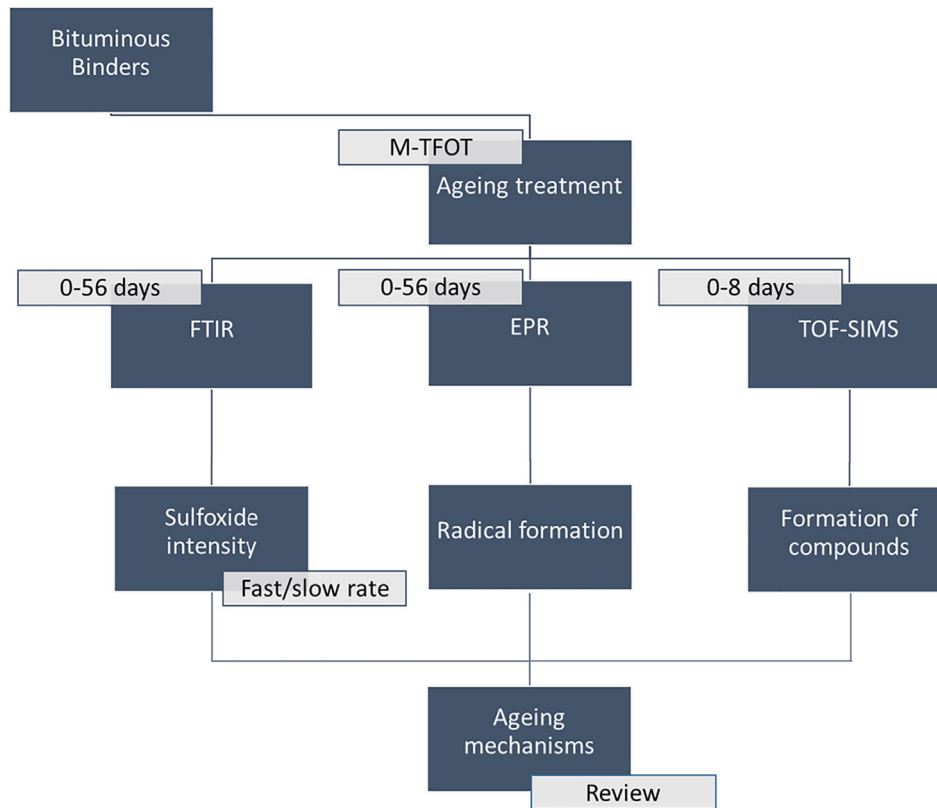 Bituminous
Binders
M-TFOT
Ageing treatment
0-56 days
0-56 days
0-8 days
FTIR
EPR
TOF-SIMS
Sulfoxide
intensity
Fast/slow rate
Radical formation
Formation of
compounds
Ageing
mechanisms
Review